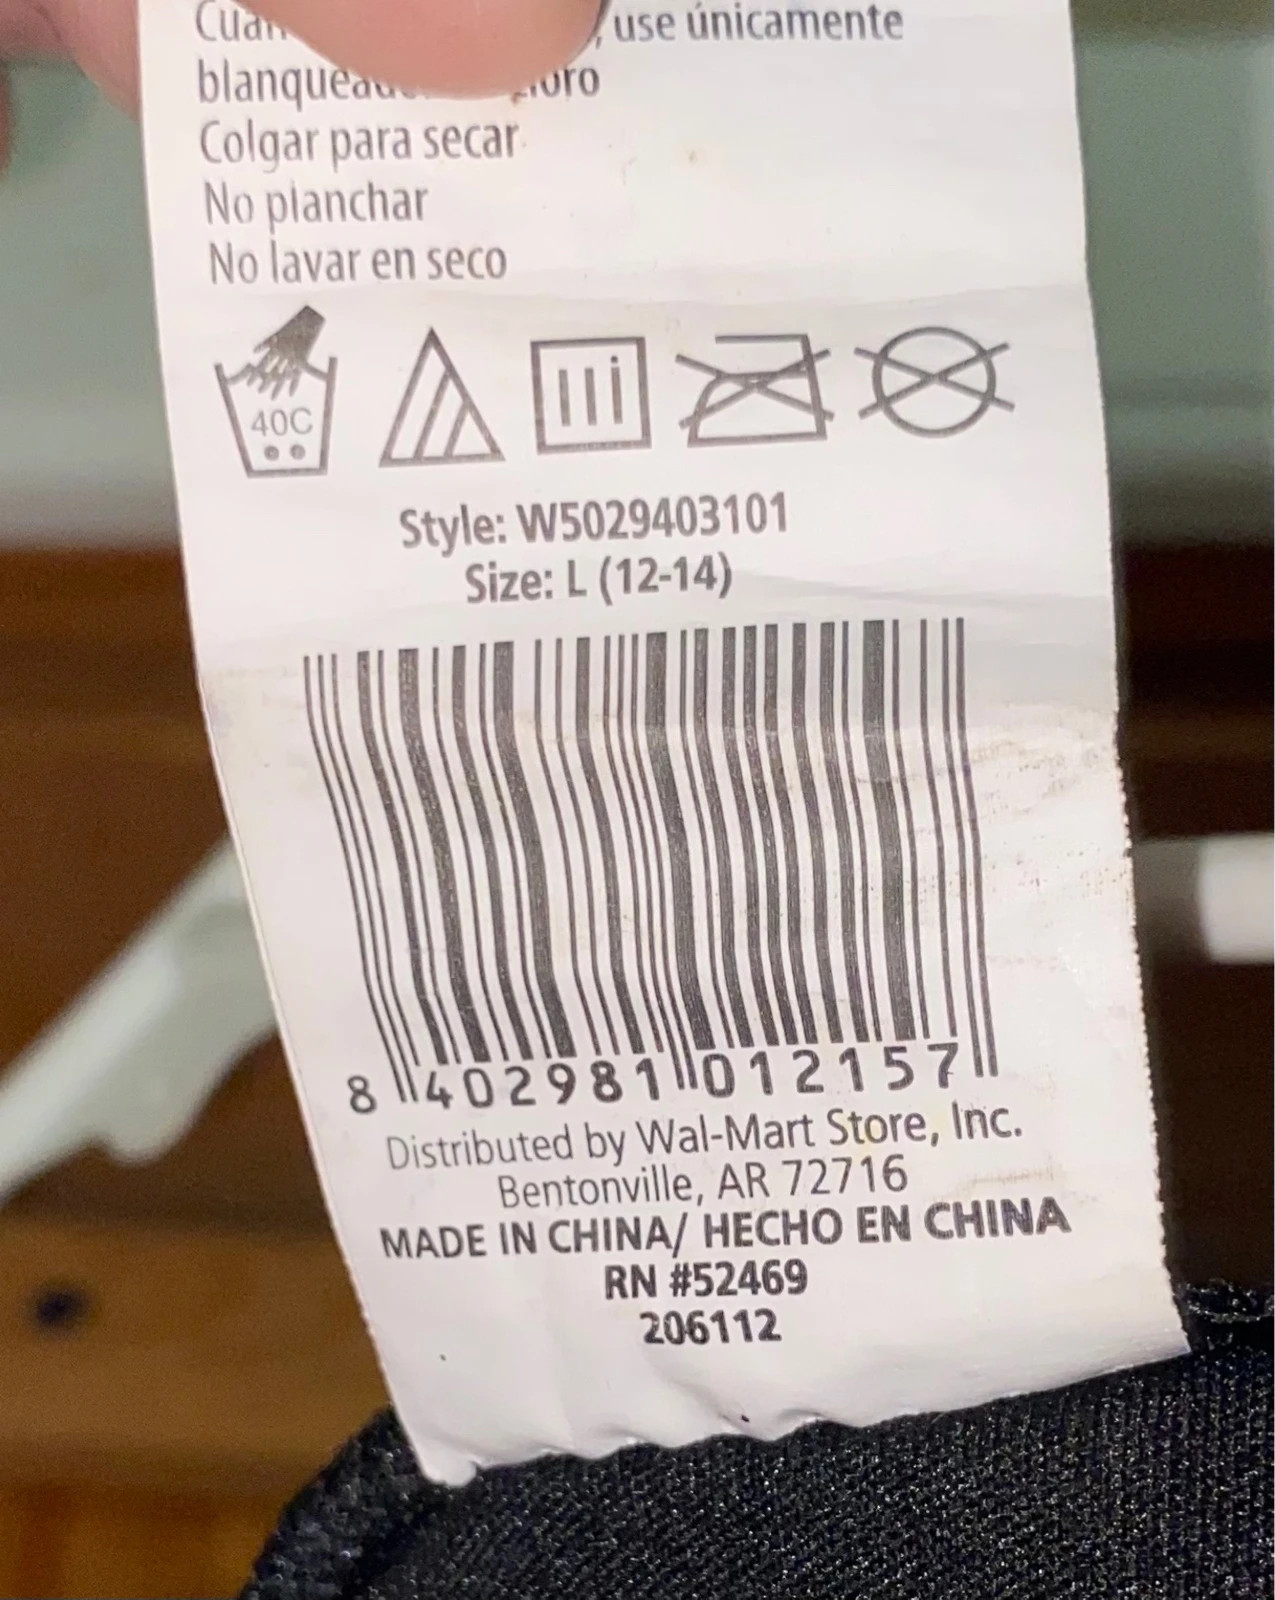 use únicamente
Colgar para secar
No planchar
No lavar en seco
40C
Style: W5029403101
Size: L (12-14)
8 402981 012157
Distributed by Wal-Mart Store, Inc.
Bentonville, AR 72716
MADE IN CHINA/ HECHO EN CHINA
RN #52469
206112